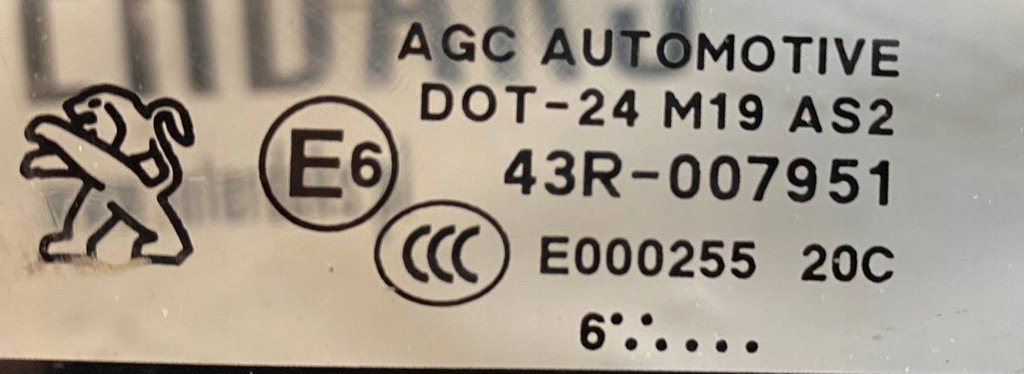 AGC AUTOMOTIVE
DOT-24 M19 AS2
E6 43R-007951
CCC E000255 20C
6